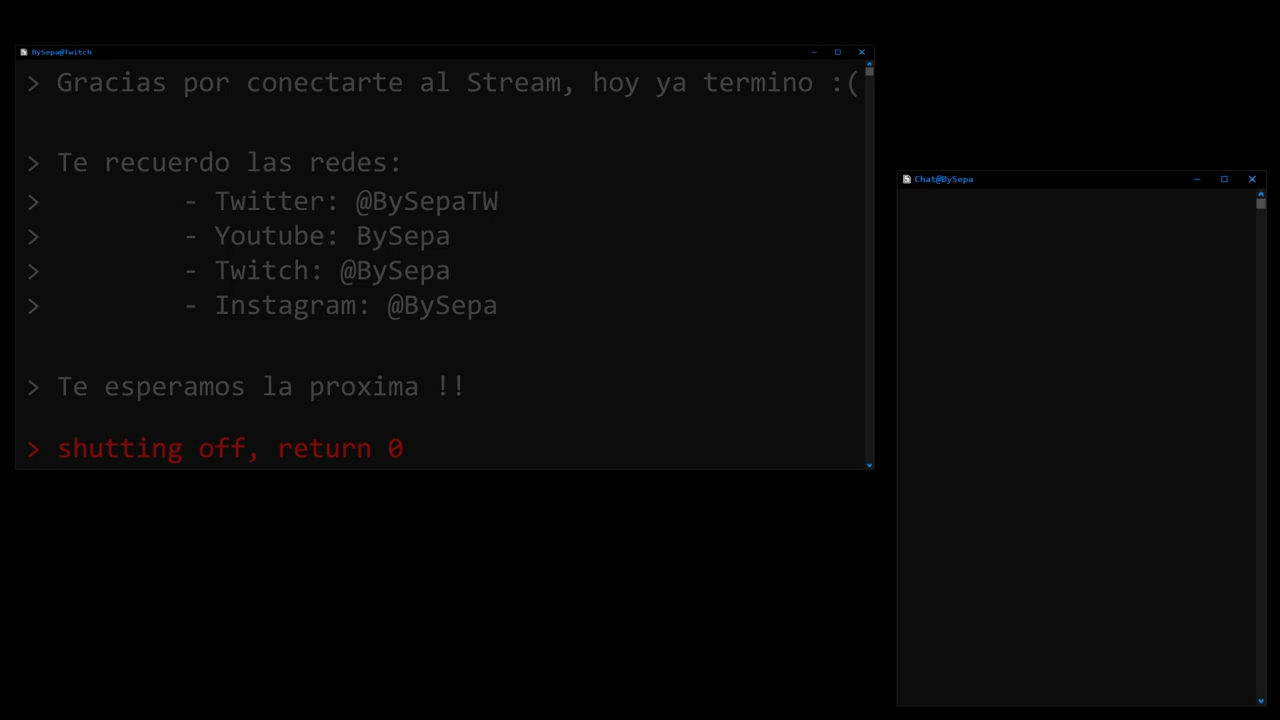 BySepa@Twitch
> Gracias por conectarte al Stream, hoy ya termino :(
> Te recuerdo las redes:
> - Twitter: @BySepaTW
> - Youtube: BySepa
> - Twitch: @BySepa
> - Instagram: @BySepa
> Te esperamos la proxima !!
> shutting off, return 0
Chat@BySepa